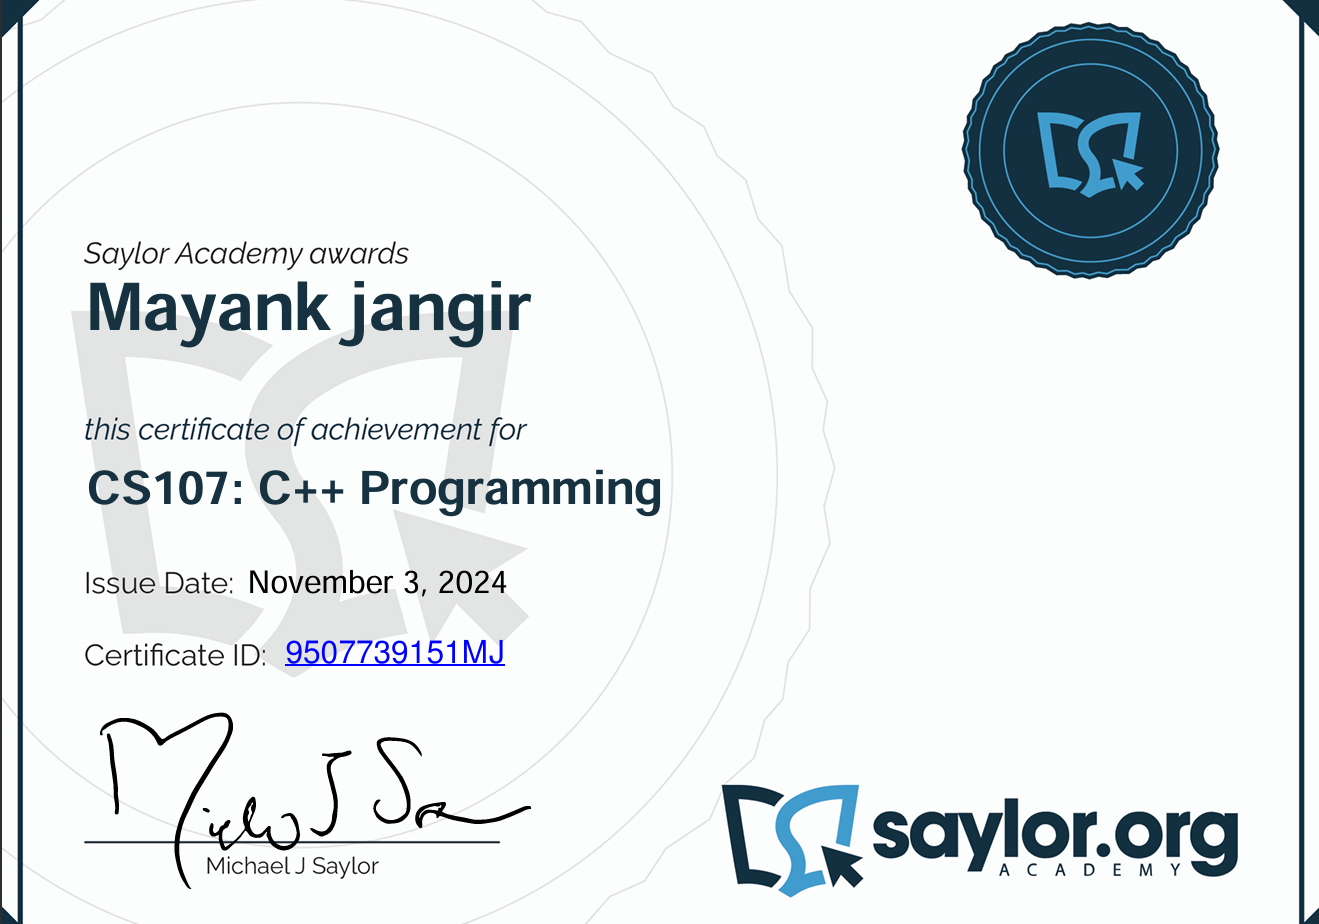 Saylor Academy awards
Mayank jangir
this certificate of achievement for
CS107: C++ Programming
Issue Date: November 3, 2024
Certificate ID: 9507739151MJ
Michael J Saylor
saylor.org
ACADEMY